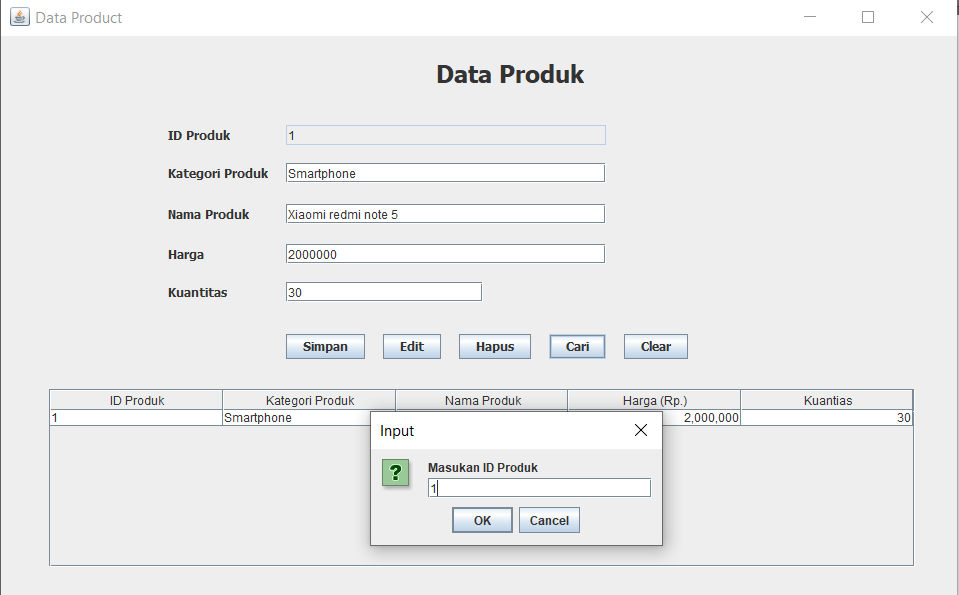 Data Product
Data Produk
ID Produk 1
Kategori Produk Smartphone
Nama Produk Xiaomi redmi note 5
Harga 2000000
Kuantitas 30
Simpan Edit Hapus Cari Clear
ID Produk Kategori Produk Nama Produk Harga (Rp.) Kuantias
1 Smartphone 2,000,000 30
Input
? Masukan ID Produk
1
OK Cancel